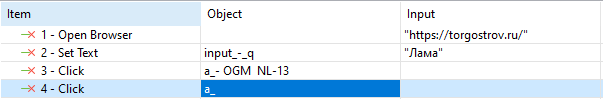 Item Object Input
1 - Open Browser "https://torgostrov.ru/"
2 - Set Text input_-_q "Лама"
3 - Click a_- OGM NL-13
4 - Click a_